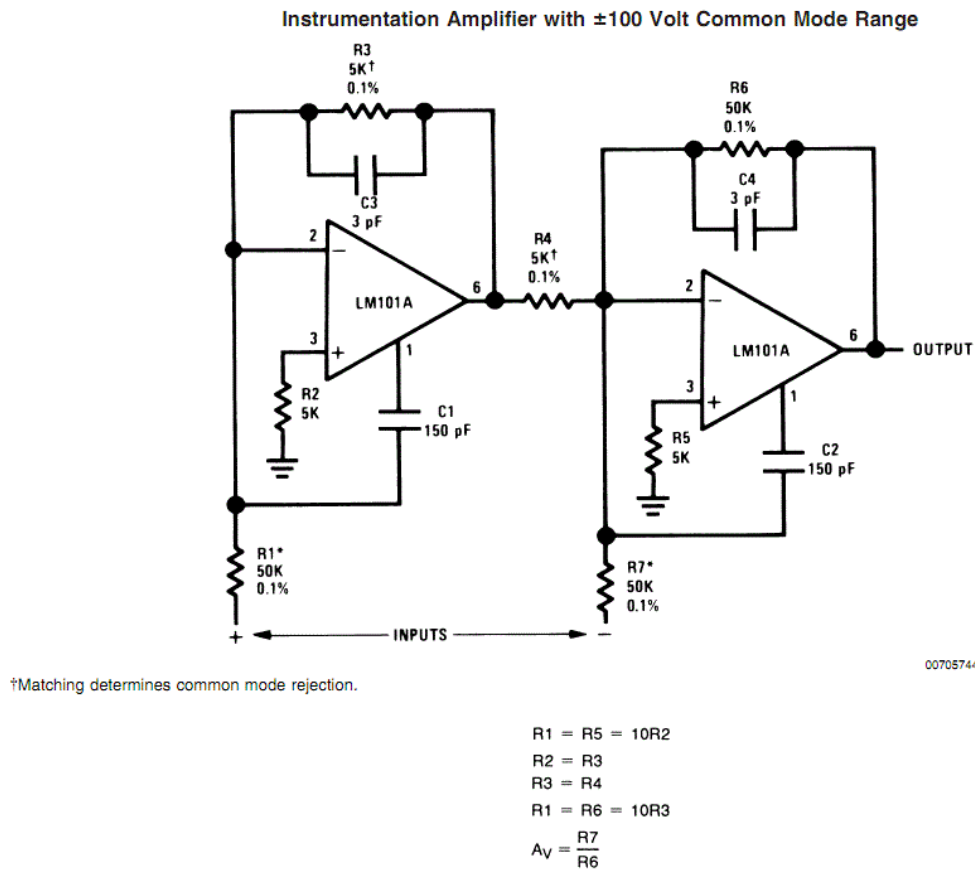 Instrumentation Amplifier with ±100 Volt Common Mode Range
R3
5K†
0.1%
C3
3 pF
2
−
LM101A
6
3
+
1
R2
5K
C1
150 pF
R1*
50K
0.1%
+
INPUTS
−
R4
5K†
0.1%
R6
50K
0.1%
C4
3 pF
2
−
LM101A
6
OUTPUT
3
+
1
R5
5K
C2
150 pF
R7*
50K
0.1%
†Matching determines common mode rejection.
R1 = R5 = 10R2
R2 = R3
R3 = R4
R1 = R6 = 10R3
AV = R7
R6